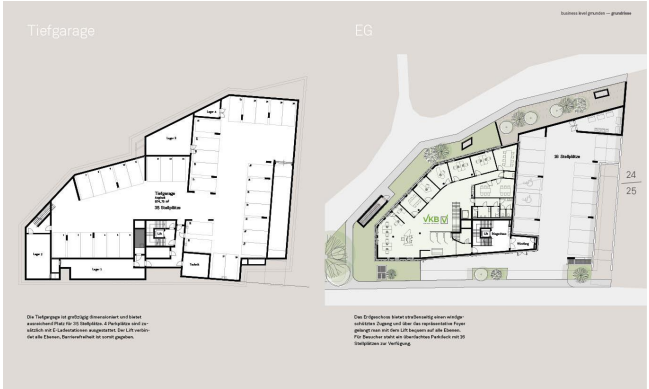 business level gmunden — grundrisse
Tiefgarage
EG
Lager 4
Lager 3
Tiefgarage
35 Stellplätze
Lift
Lager 2
Lager 1
Technik
35 Stellplätze
VKB
Lift
24
25
Die Tiefgarage ist großzügig dimensioniert und bietet
ausreichend Platz für 35 Stellplätze. 4 Parkplätze sind zu-
sätzlich mit E-Ladestationen ausgestattet. Der Lift verbin-
det alle Ebenen, Barrierefreiheit ist somit gegeben.
Das Erdgeschoss bietet straßenseitig einen windge-
schützten Zugang und über das repräsentative Foyer
gelangt man mit dem Lift bequem auf alle Ebenen.
Für Besucher steht ein überdachtes Parkdeck mit 35
Stellplätzen zur Verfügung.